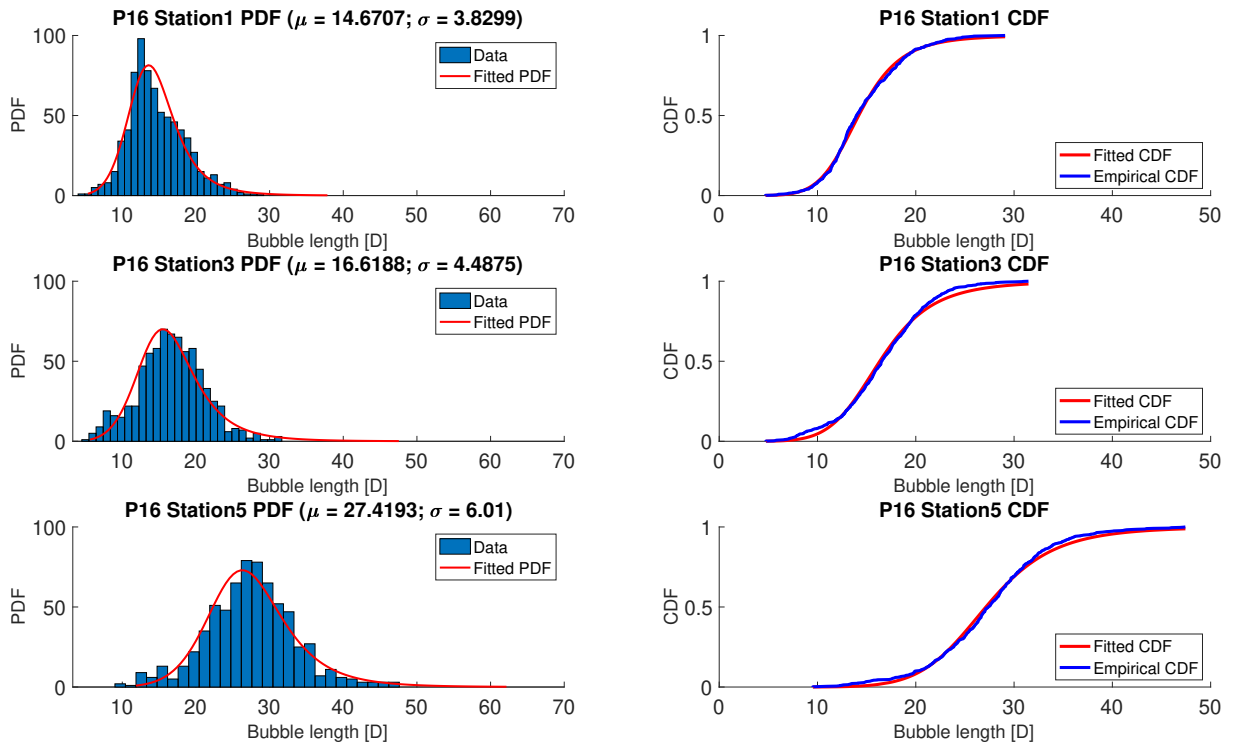 P16 Station1 PDF (μ = 14.6707; σ = 3.8299)
PDF
100
50
0
10 20 30 40 50 60 70
Bubble length [D]
Data
Fitted PDF
P16 Station1 CDF
CDF
1
0.5
0
0 10 20 30 40 50
Bubble length [D]
Fitted CDF
Empirical CDF
P16 Station3 PDF (μ = 16.6188; σ = 4.4875)
PDF
100
50
0
10 20 30 40 50 60 70
Bubble length [D]
Data
Fitted PDF
P16 Station3 CDF
CDF
1
0.5
0
0 10 20 30 40 50
Bubble length [D]
Fitted CDF
Empirical CDF
P16 Station5 PDF (μ = 27.4193; σ = 6.01)
PDF
100
50
0
10 20 30 40 50 60 70
Bubble length [D]
Data
Fitted PDF
P16 Station5 CDF
CDF
1
0.5
0
0 10 20 30 40 50
Bubble length [D]
Fitted CDF
Empirical CDF